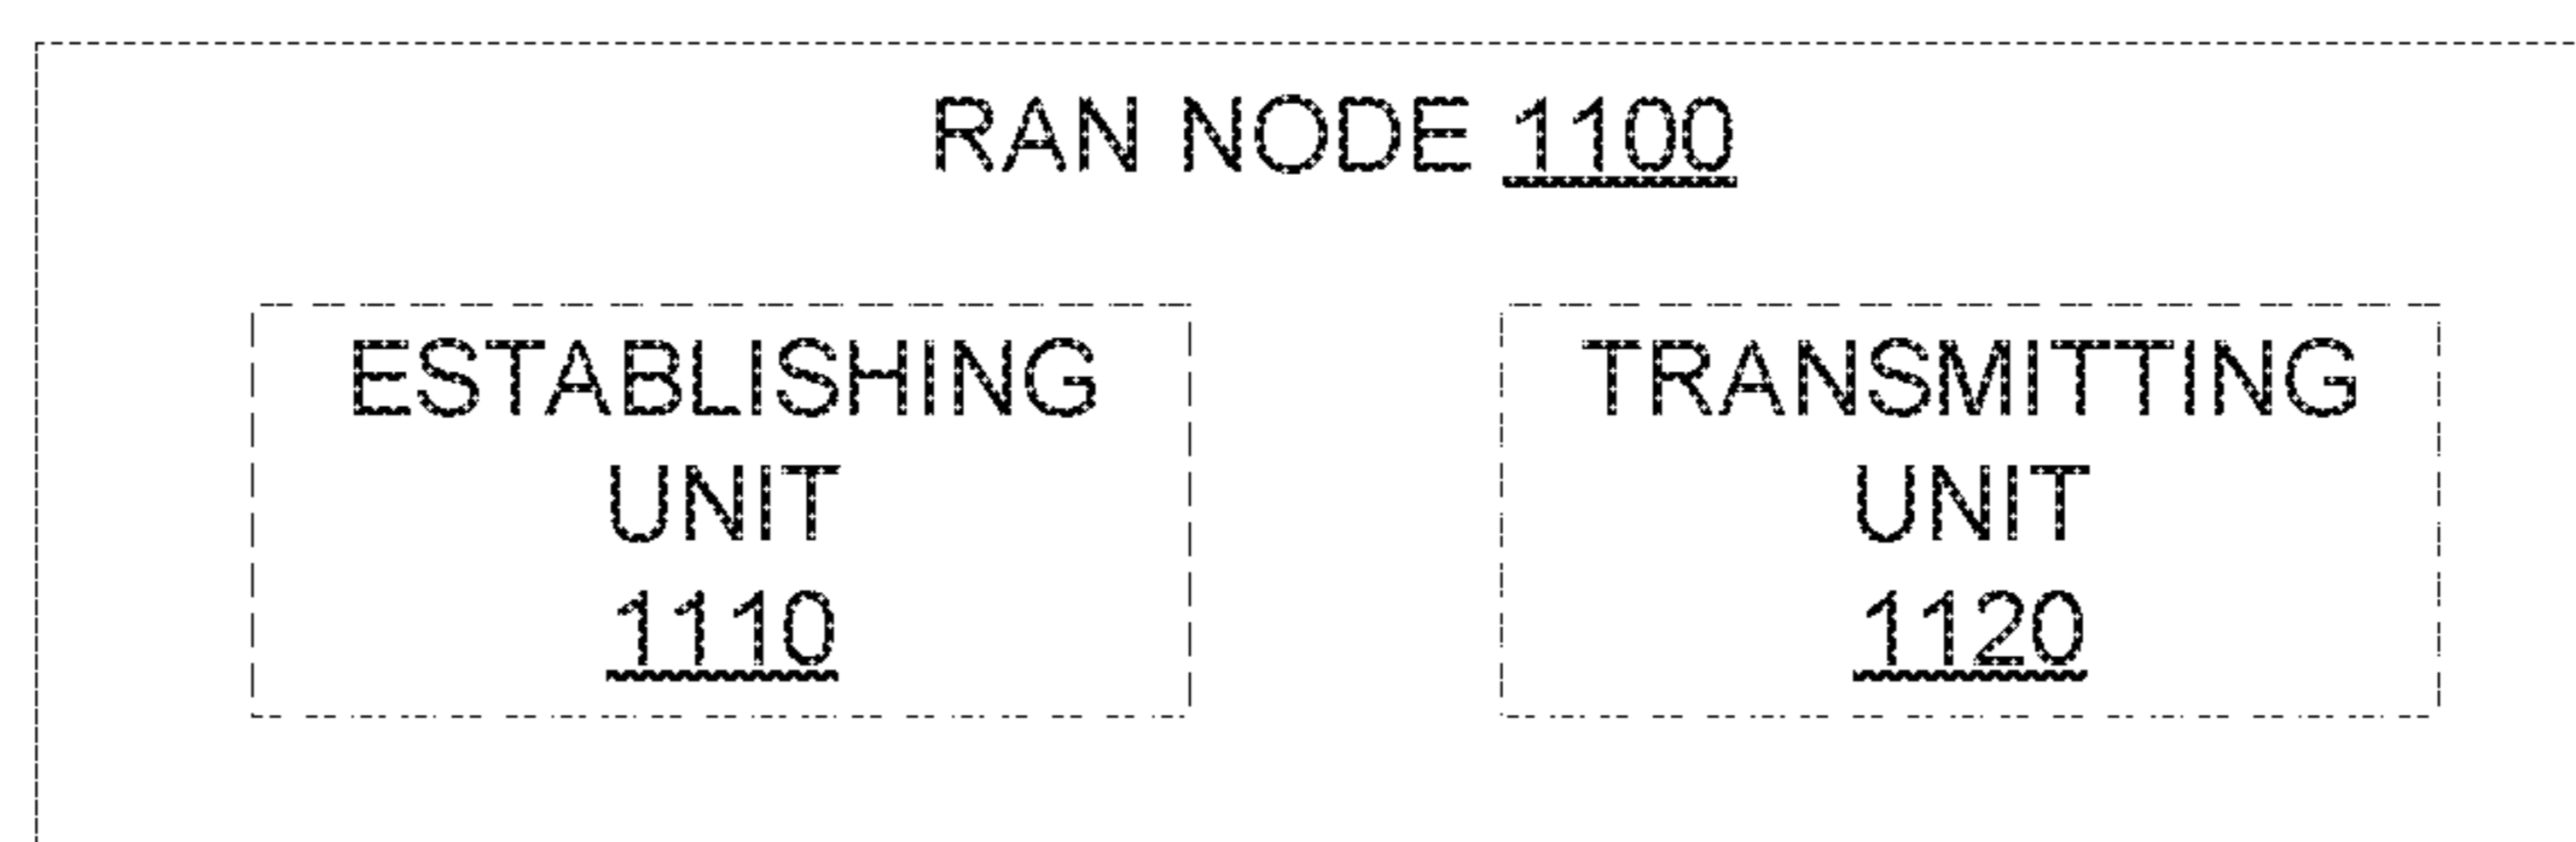 RAN NODE 1100
ESTABLISHING
UNIT
1110
TRANSMITTING
UNIT
1120